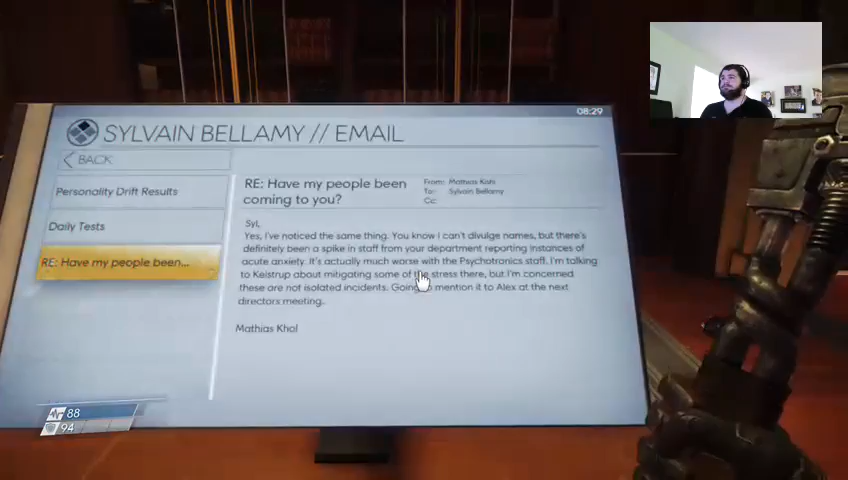 08:29
SYLVAIN BELLAMY // EMAIL
BACK
Personality Drift Results
Daily Tests
RE: Have my people been...
RE: Have my people been
coming to you?
From: Mathias Kohl
To: Sylvain Bellamy
Cc:
Syl,
Yes, I've noticed the same thing. You know I can't divulge names, but there's
definitely been a spike in staff from your department reporting instances of
acute anxiety. It's actually much worse with the Psychotronics staff. I'm talking
to Kelstrup about mitigating some of the stress there, but I'm concerned
these are not isolated incidents. Going to mention it to Alex at the next
directors meeting.
Mathias Khol
88
94